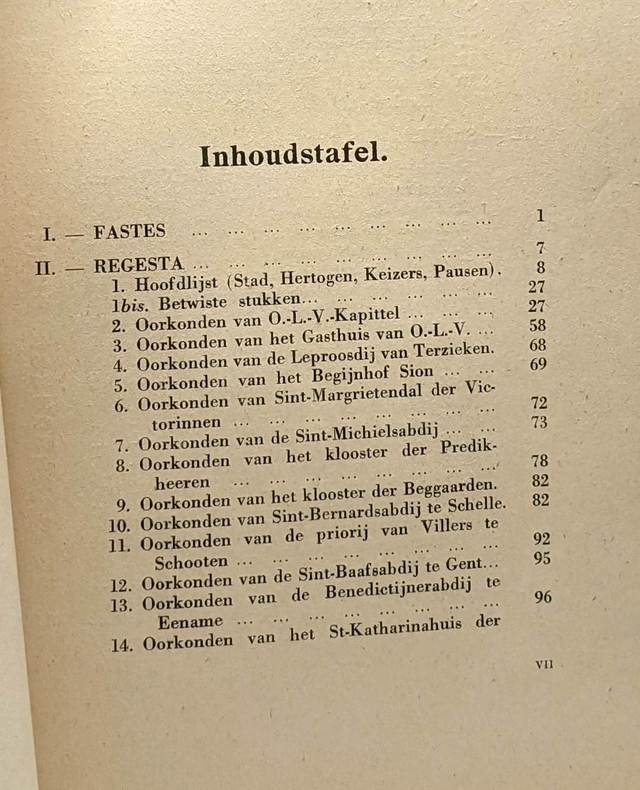 Inhoudstafel.
I. — FASTES ... ... ... ... ... ... ... ... ... 1
II. — REGESTA ... ... ... ... ... ... ... ... ... 7
1. Hoofdlijst (Stad, Hertogen, Keizers, Pausen). 8
1bis. Betwiste stukken... ... ... ... ... ... 27
2. Oorkonden van O.-L.-V.-Kapittel ... ... ... 27
3. Oorkonden van het Gasthuis van O.-L.-V. ... 58
4. Oorkonden van de Leproosdij van Terzieken. 68
5. Oorkonden van het Begijnhof Sion ... ... 69
6. Oorkonden van Sint-Margrietendal der Vic-
torinnen ... ... ... ... ... ... ... ... 72
7. Oorkonden van de Sint-Michielsabdij ... ... 73
8. Oorkonden van het klooster der Predik-
heeren ... ... ... ... ... ... ... ... 78
9. Oorkonden van het klooster der Beggaarden. 82
10. Oorkonden van Sint-Bernardsabdij te Schelle. 82
11. Oorkonden van de priorij van Villers te
Schooten ... ... ... ... ... ... ... ... 92
12. Oorkonden van de Sint-Baafsabdij te Gent... 95
13. Oorkonden van de Benedictijnerabdij te
Eename ... ... ... ... ... ... ... ... 96
14. Oorkonden van het St-Katharinahuis der
VII